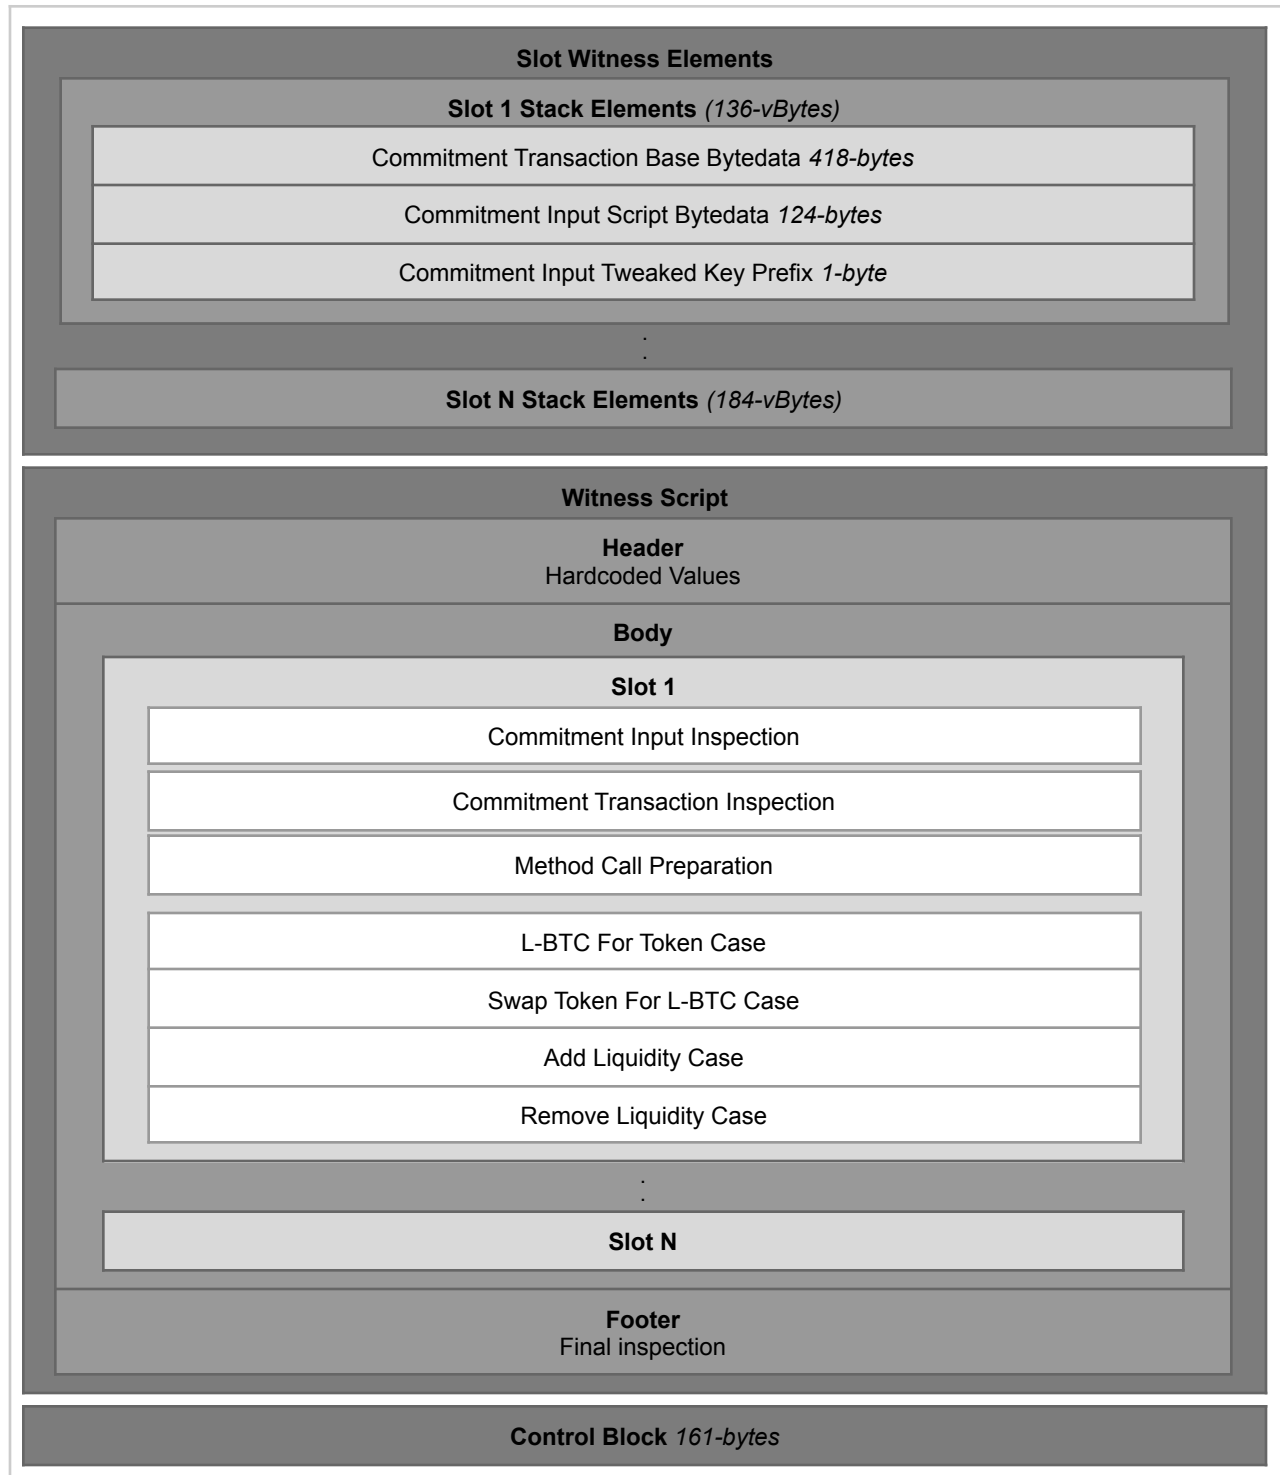 Slot Witness Elements
Slot 1 Stack Elements (136-vBytes)
Commitment Transaction Base Bytedata 418-bytes
Commitment Input Script Bytedata 124-bytes
Commitment Input Tweaked Key Prefix 1-byte
.
.
Slot N Stack Elements (184-vBytes)
Witness Script
Header
Hardcoded Values
Body
Slot 1
Commitment Input Inspection
Commitment Transaction Inspection
Method Call Preparation
L-BTC For Token Case
Swap Token For L-BTC Case
Add Liquidity Case
Remove Liquidity Case
.
.
Slot N
Footer
Final inspection
Control Block 161-bytes